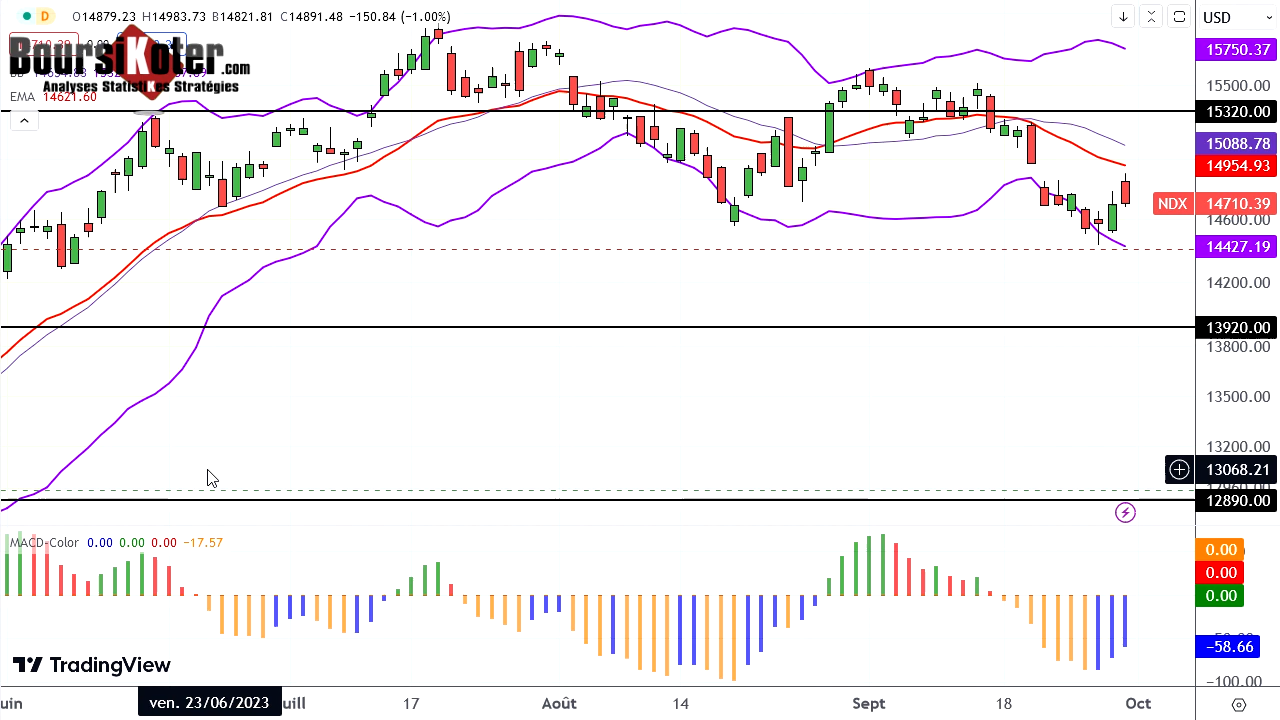 D O14879.23 H14983.73 B14821.81 C14891.48 −150.84 (−1.00%)
BoursiKoter.com
Analyses StatistiKes Stratégies
EMA 14621.60
USD
15750.37
15500.00
15320.00
15088.78
14954.93
NDX 14710.39
14600.00
14427.19
14200.00
13920.00
13800.00
13500.00
13200.00
13068.21
12890.00
MACD-Color 0.00 0.00 0.00 −17.57
0.00
0.00
0.00
−58.66
−100.00
TradingView
uin ven. 23/06/2023 uill 17 Août 14 Sept 18 Oct